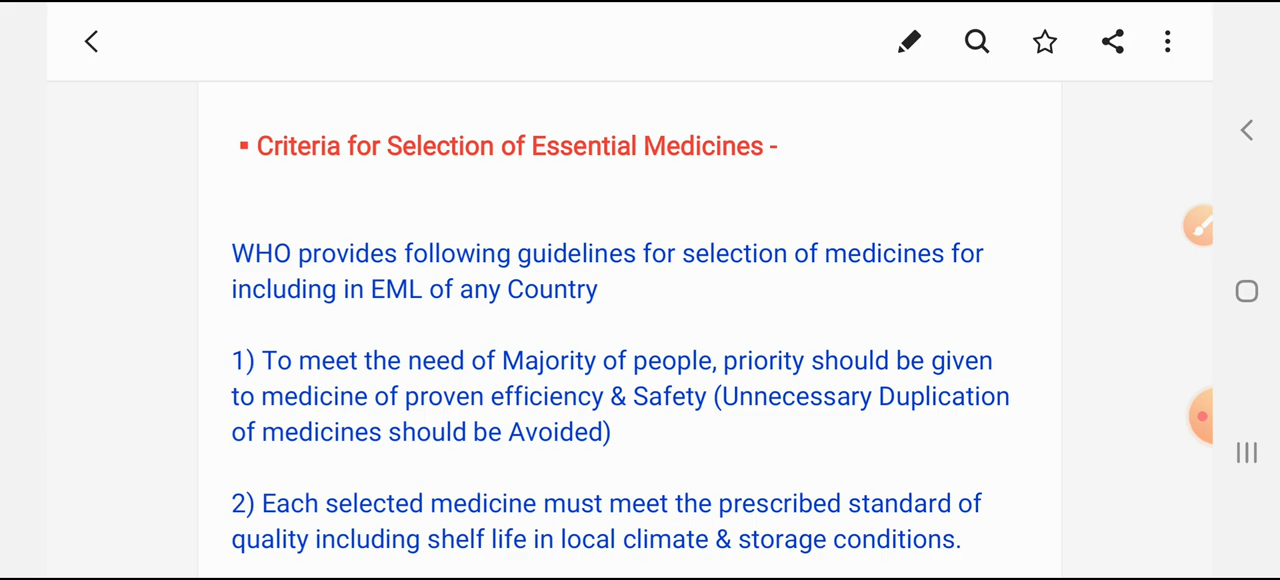 ▪ Criteria for Selection of Essential Medicines -
WHO provides following guidelines for selection of medicines for
including in EML of any Country
1) To meet the need of Majority of people, priority should be given
to medicine of proven efficiency & Safety (Unnecessary Duplication
of medicines should be Avoided)
2) Each selected medicine must meet the prescribed standard of
quality including shelf life in local climate & storage conditions.